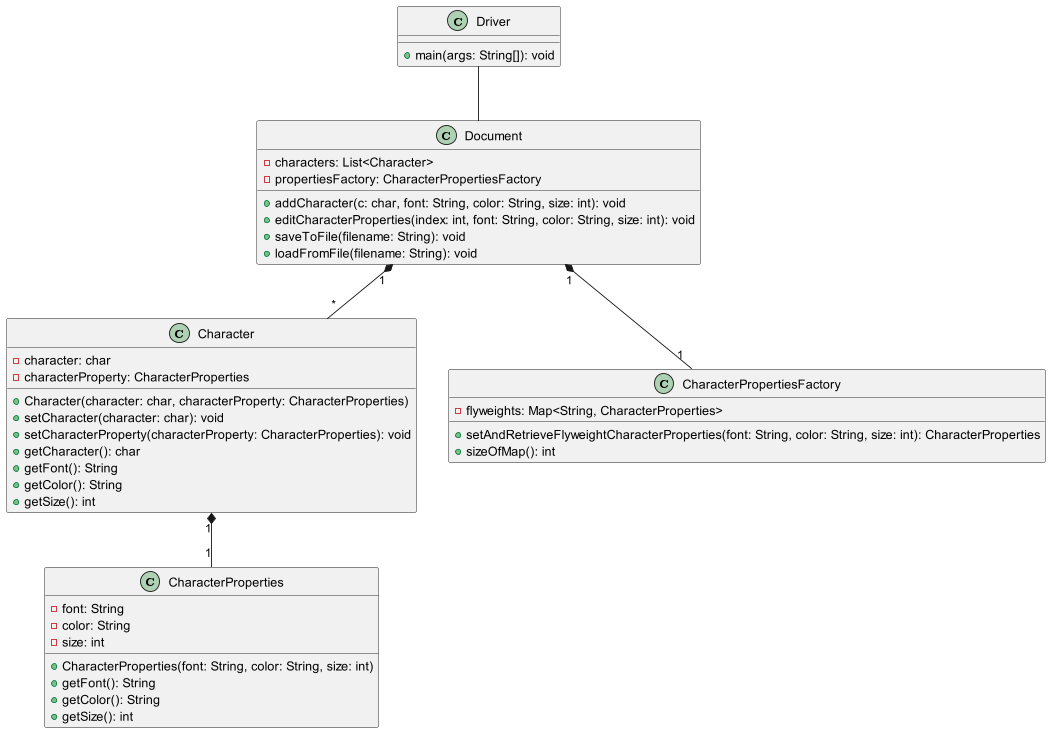 C Driver
main(args: String[]): void
C Document
characters: List<Character>
propertiesFactory: CharacterPropertiesFactory
addCharacter(c: char, font: String, color: String, size: int): void
editCharacterProperties(index: int, font: String, color: String, size: int): void
saveToFile(filename: String): void
loadFromFile(filename: String): void
1
1
*
C Character
character: char
characterProperty: CharacterProperties
Character(character: char, characterProperty: CharacterProperties)
setCharacter(character: char): void
setCharacterProperty(characterProperty: CharacterProperties): void
getCharacter(): char
getFont(): String
getColor(): String
getSize(): int
1
C CharacterPropertiesFactory
flyweights: Map<String, CharacterProperties>
setAndRetrieveFlyweightCharacterProperties(font: String, color: String, size: int): CharacterProperties
sizeOfMap(): int
1
1
C CharacterProperties
font: String
color: String
size: int
CharacterProperties(font: String, color: String, size: int)
getFont(): String
getColor(): String
getSize(): int